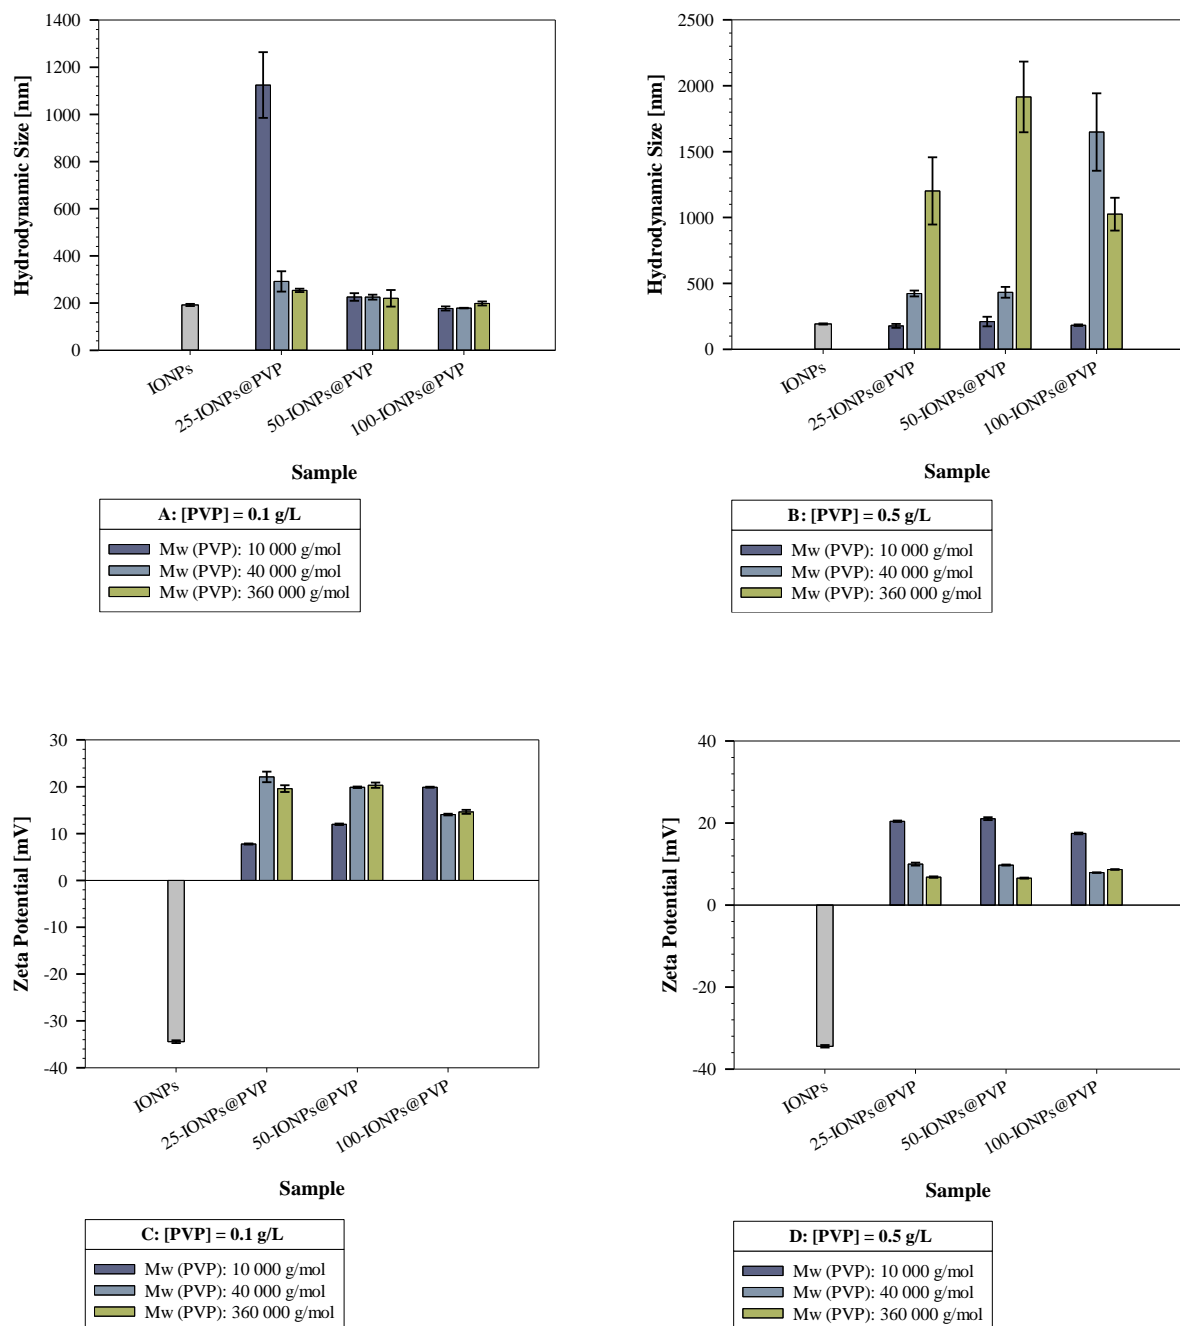 Hydrodynamic Size [nm]
1400
1200
1000
800
600
400
200
0
IONPs
25-IONPs@PVP
50-IONPs@PVP
100-IONPs@PVP
Sample
A: [PVP] = 0.1 g/L
Mw (PVP): 10 000 g/mol
Mw (PVP): 40 000 g/mol
Mw (PVP): 360 000 g/mol
Hydrodynamic Size [nm]
2500
2000
1500
1000
500
0
IONPs
25-IONPs@PVP
50-IONPs@PVP
100-IONPs@PVP
Sample
B: [PVP] = 0.5 g/L
Mw (PVP): 10 000 g/mol
Mw (PVP): 40 000 g/mol
Mw (PVP): 360 000 g/mol
Zeta Potential [mV]
30
20
10
0
-10
-20
-30
-40
IONPs
25-IONPs@PVP
50-IONPs@PVP
100-IONPs@PVP
Sample
C: [PVP] = 0.1 g/L
Mw (PVP): 10 000 g/mol
Mw (PVP): 40 000 g/mol
Mw (PVP): 360 000 g/mol
Zeta Potential [mV]
40
20
0
-20
-40
IONPs
25-IONPs@PVP
50-IONPs@PVP
100-IONPs@PVP
Sample
D: [PVP] = 0.5 g/L
Mw (PVP): 10 000 g/mol
Mw (PVP): 40 000 g/mol
Mw (PVP): 360 000 g/mol